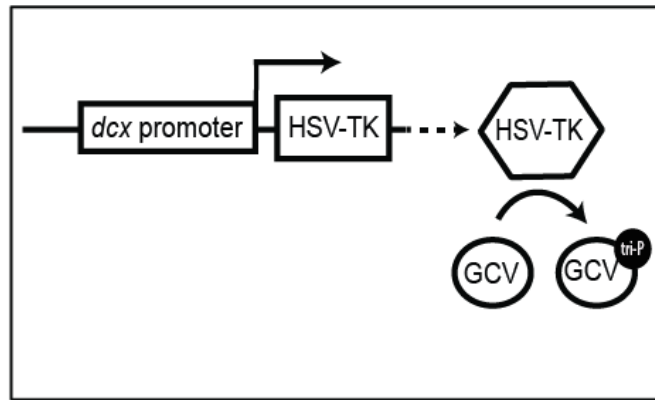 dcx promoter
HSV-TK
HSV-TK
GCV
GCV
tri-P